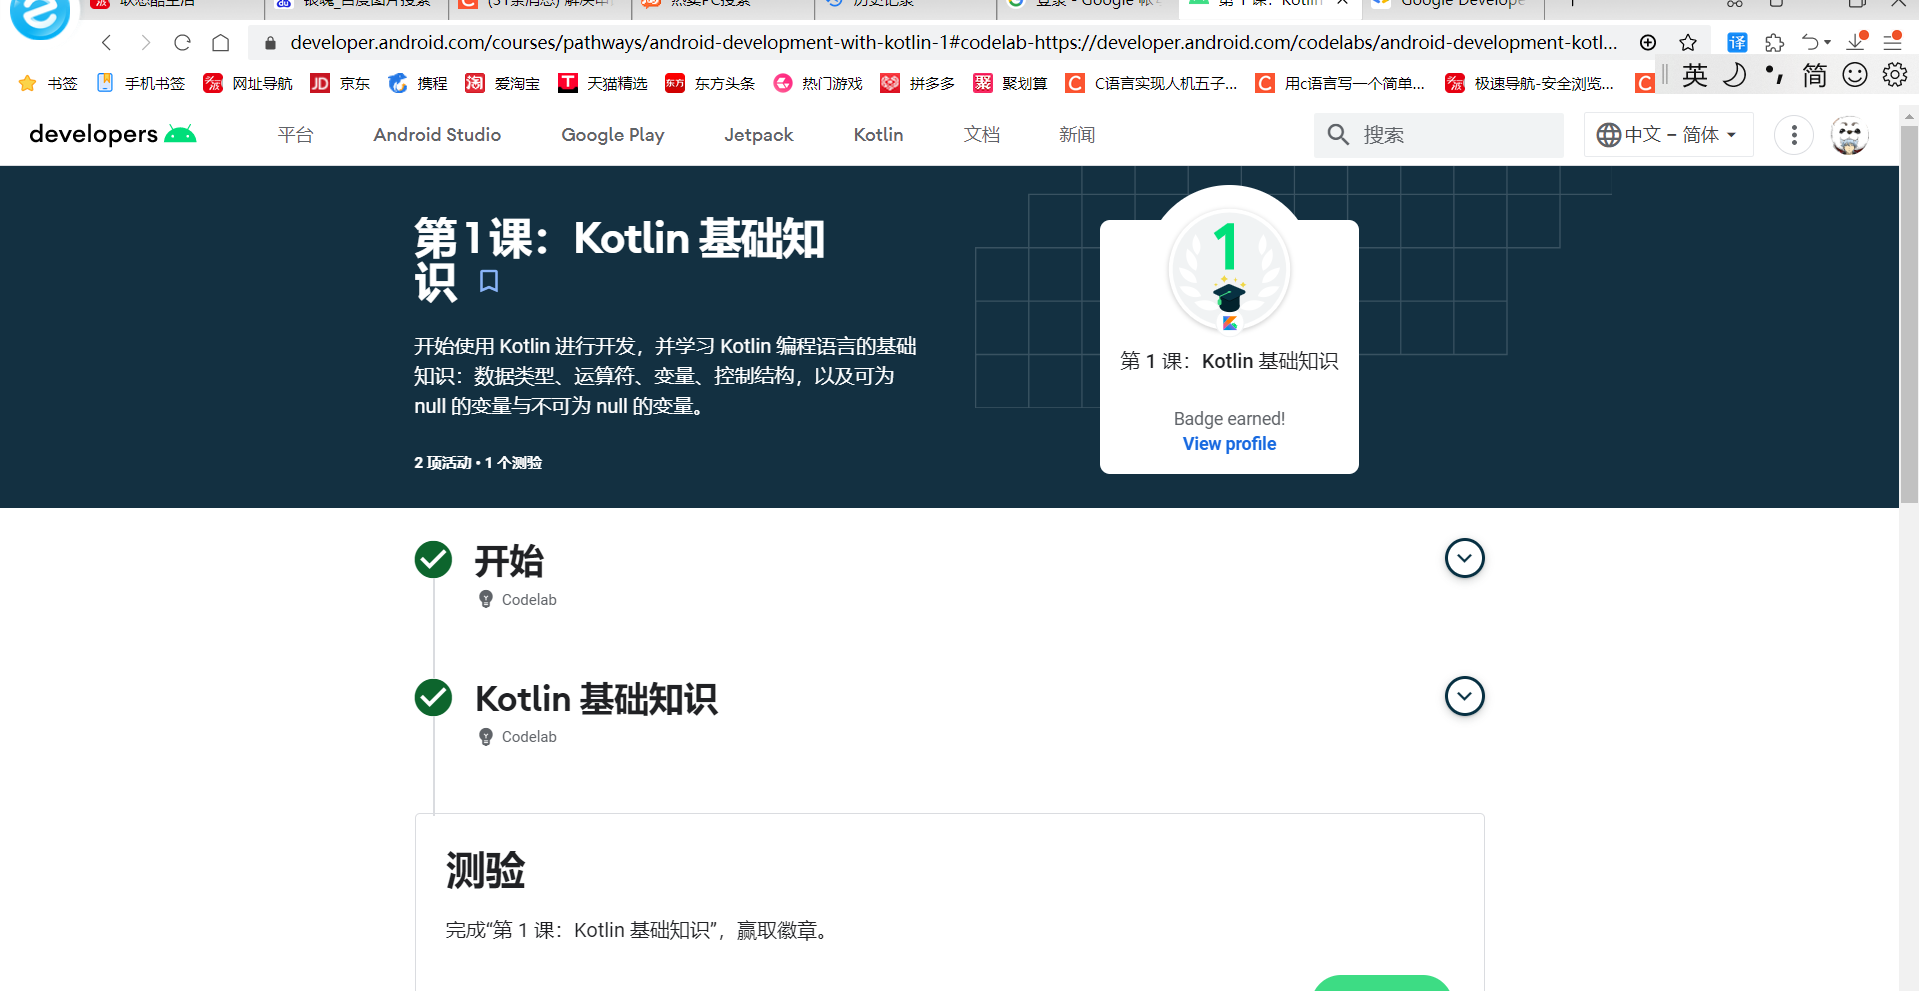 developer.android.com/courses/pathways/android-development-with-kotlin-1#codelab-https://developer.android.com/codelabs/android-development-kotl...
译
书签 手机书签 网址导航 JD 京东 携程 淘 爱淘宝 T 天猫精选 东方 东方头条 热门游戏 拼多多 聚 聚划算 C C语言实现人机五子... C 用c语言写一个简单... 极速导航-安全浏览... C 英 简
developers 平台 Android Studio Google Play Jetpack Kotlin 文档 新闻 搜索 中文 – 简体
第 1 课：Kotlin 基础知
识
开始使用 Kotlin 进行开发，并学习 Kotlin 编程语言的基础
知识：数据类型、运算符、变量、控制结构，以及可为
null 的变量与不可为 null 的变量。
2 项活动 • 1 个测验
1
第 1 课：Kotlin 基础知识
Badge earned!
View profile
开始
Codelab
Kotlin 基础知识
Codelab
测验
完成“第 1 课：Kotlin 基础知识”，赢取徽章。